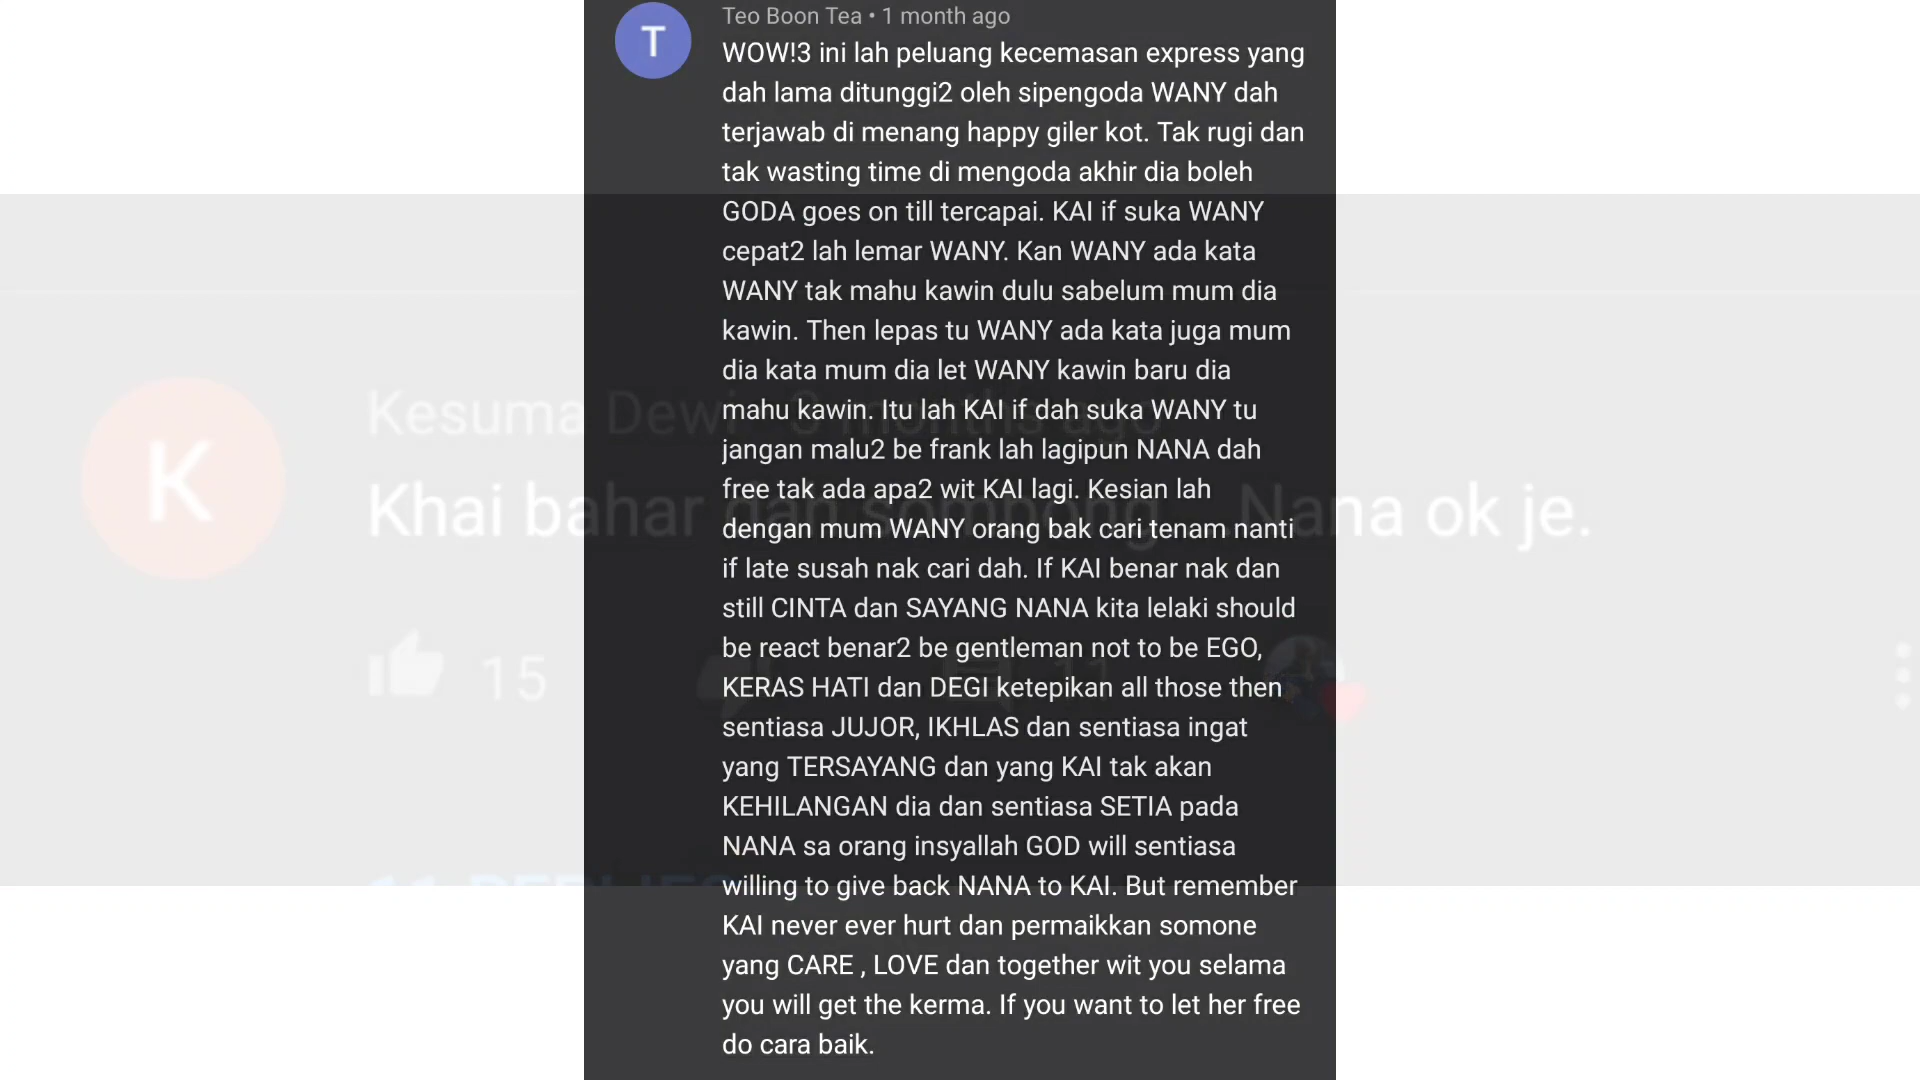 T
Teo Boon Tea • 1 month ago
WOW!3 ini lah peluang kecemasan express yang
dah lama ditunggi2 oleh sipengoda WANY dah
terjawab di menang happy giler kot. Tak rugi dan
tak wasting time di mengoda akhir dia boleh
GODA goes on till tercapai. KAI if suka WANY
cepat2 lah lemar WANY. Kan WANY ada kata
WANY tak mahu kawin dulu sabelum mum dia
kawin. Then lepas tu WANY ada kata juga mum
dia kata mum dia let WANY kawin baru dia
mahu kawin. Itu lah KAI if dah suka WANY tu
jangan malu2 be frank lah lagipun NANA dah
free tak ada apa2 wit KAI lagi. Kesian lah
dengan mum WANY orang bak cari tenam nanti
if late susah nak cari dah. If KAI benar nak dan
still CINTA dan SAYANG NANA kita lelaki should
be react benar2 be gentleman not to be EGO,
KERAS HATI dan DEGI ketepikan all those then
sentiasa JUJOR, IKHLAS dan sentiasa ingat
yang TERSAYANG dan yang KAI tak akan
KEHILANGAN dia dan sentiasa SETIA pada
NANA sa orang insyallah GOD will sentiasa
willing to give back NANA to KAI. But remember
KAI never ever hurt dan permaikkan somone
yang CARE , LOVE dan together wit you selama
you will get the kerma. If you want to let her free
do cara baik.
K
Kesuma Dewi • 3 months ago
Khai bahar dah sombong...Nana ok je.
15
11
11 REPLIES